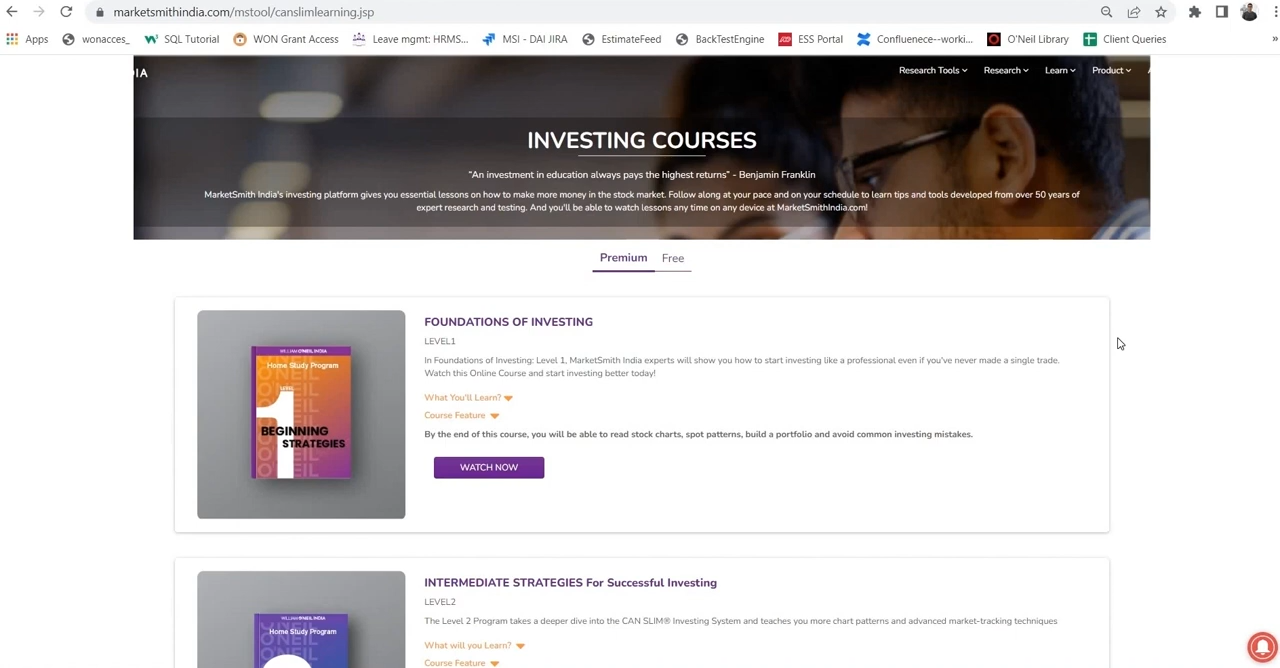 marketsmithindia.com/mstool/canslimlearning.jsp
Apps wonacces_ SQL Tutorial WON Grant Access Leave mgmt: HRMS... MSI - DAI JIRA EstimateFeed BackTestEngine ESS Portal Confluenece--worki... O'Neil Library Client Queries »
DIA Research Tools Research Learn Product
INVESTING COURSES
“An investment in education always pays the highest returns” - Benjamin Franklin
MarketSmith India's investing platform gives you essential lessons on how to make more money in the stock market. Follow along at your pace and on your schedule to learn tips and tools developed from over 50 years of
expert research and testing. And you'll be able to watch lessons any time on any device at MarketSmithIndia.com!
Premium Free
FOUNDATIONS OF INVESTING
LEVEL1
In Foundations of Investing: Level 1, MarketSmith India experts will show you how to start investing like a professional even if you've never made a single trade.
Watch this Online Course and start investing better today!
What You'll Learn?
Course Feature
By the end of this course, you will be able to read stock charts, spot patterns, build a portfolio and avoid common investing mistakes.
WATCH NOW
WILLIAM O'NEIL INDIA
Home Study Program
LEVEL
1
BEGINNING
STRATEGIES
INTERMEDIATE STRATEGIES For Successful Investing
LEVEL2
The Level 2 Program takes a deeper dive into the CAN SLIM® Investing System and teaches you more chart patterns and advanced market-tracking techniques
What will you Learn?
Course Feature
WILLIAM O'NEIL INDIA
Home Study Program